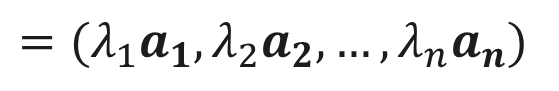 = (λ₁𝒂₁, λ₂𝒂₂, … , λₙ𝒂ₙ)